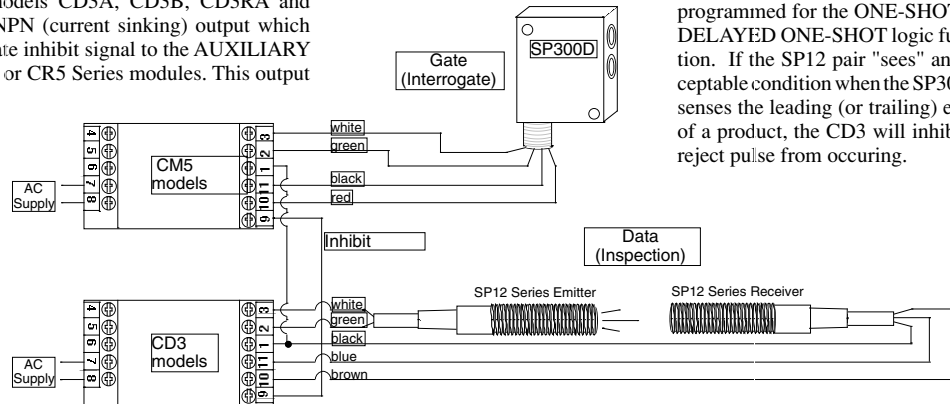 models CD3A, CD3B, CD3RA and
NPN (current sinking) output which
ate inhibit signal to the AUXILIARY
or CR5 Series modules. This output
programmed for the ONE-SHOT
DELAYED ONE-SHOT logic fu
tion. If the SP12 pair "sees" an
ceptable condition when the SP30
senses the leading (or trailing) e
of a product, the CD3 will inhib
reject pulse from occuring.
Gate
(Interrogate)
SP300D
CM5
models
AC
Supply
4
5
6
7
8
3
2
1
11
10
9
white
green
black
red
Inhibit
Data
(Inspection)
SP12 Series Emitter
SP12 Series Receiver
CD3
models
AC
Supply
4
5
6
7
8
3
2
1
11
10
9
white
green
black
blue
brown